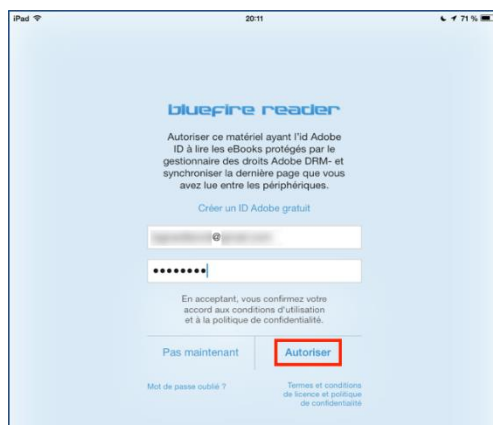 iPad 20:11 71 %
bluefire reader
Autoriser ce matériel ayant l'id Adobe
ID à lire les eBooks protégés par le
gestionnaire des droits Adobe DRM- et
synchroniser la dernière page que vous
avez lue entre les périphériques.
Créer un ID Adobe gratuit
@
••••••••
En acceptant, vous confirmez votre
accord aux conditions d'utilisation
et à la politique de confidentialité.
Pas maintenant Autoriser
Mot de passe oublié ? Termes et conditions
de licence et politique
de confidentialité